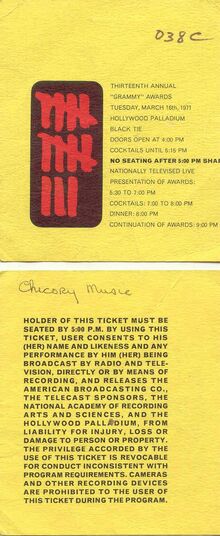 038C
THIRTEENTH ANNUAL
"GRAMMY" AWARDS
TUESDAY, MARCH 16th, 1971
HOLLYWOOD PALLADIUM
BLACK TIE
DOORS OPEN AT 4:00 PM
COCKTAILS UNTIL 5:15 PM
NO SEATING AFTER 5:00 PM SHA
NATIONALLY TELEVISED LIVE
PRESENTATION OF AWARDS:
5:30 TO 7:00 PM
COCKTAILS: 7:00 TO 8:00 PM
DINNER: 8:00 PM
CONTINUATION OF AWARDS: 9:00 PM
Chicory Music
HOLDER OF THIS TICKET MUST BE
SEATED BY 5:00 P.M. BY USING THIS
TICKET, USER CONSENTS TO HIS
(HER) NAME AND LIKENESS AND ANY
PERFORMANCE BY HIM (HER) BEING
BROADCAST BY RADIO AND TELE-
VISION, DIRECTLY OR BY MEANS
OF RECORDING, AND RELEASES THE
AMERICAN BROADCASTING CO.,
THE TELECAST SPONSORS, THE
NATIONAL ACADEMY OF RECORDING
ARTS AND SCIENCES, AND THE
HOLLYWOOD PALLADIUM, FROM
LIABILITY FOR INJURY, LOSS OR
DAMAGE TO PERSON OR PROPERTY.
THE PRIVILEGE ACCORDED BY THE
USE OF THIS TICKET IS REVOCABLE
FOR CONDUCT INCONSISTENT WITH
PROGRAM REQUIREMENTS. CAMERAS
AND OTHER RECORDING DEVICES
ARE PROHIBITED TO THE USER OF
THIS TICKET DURING THE PROGRAM.